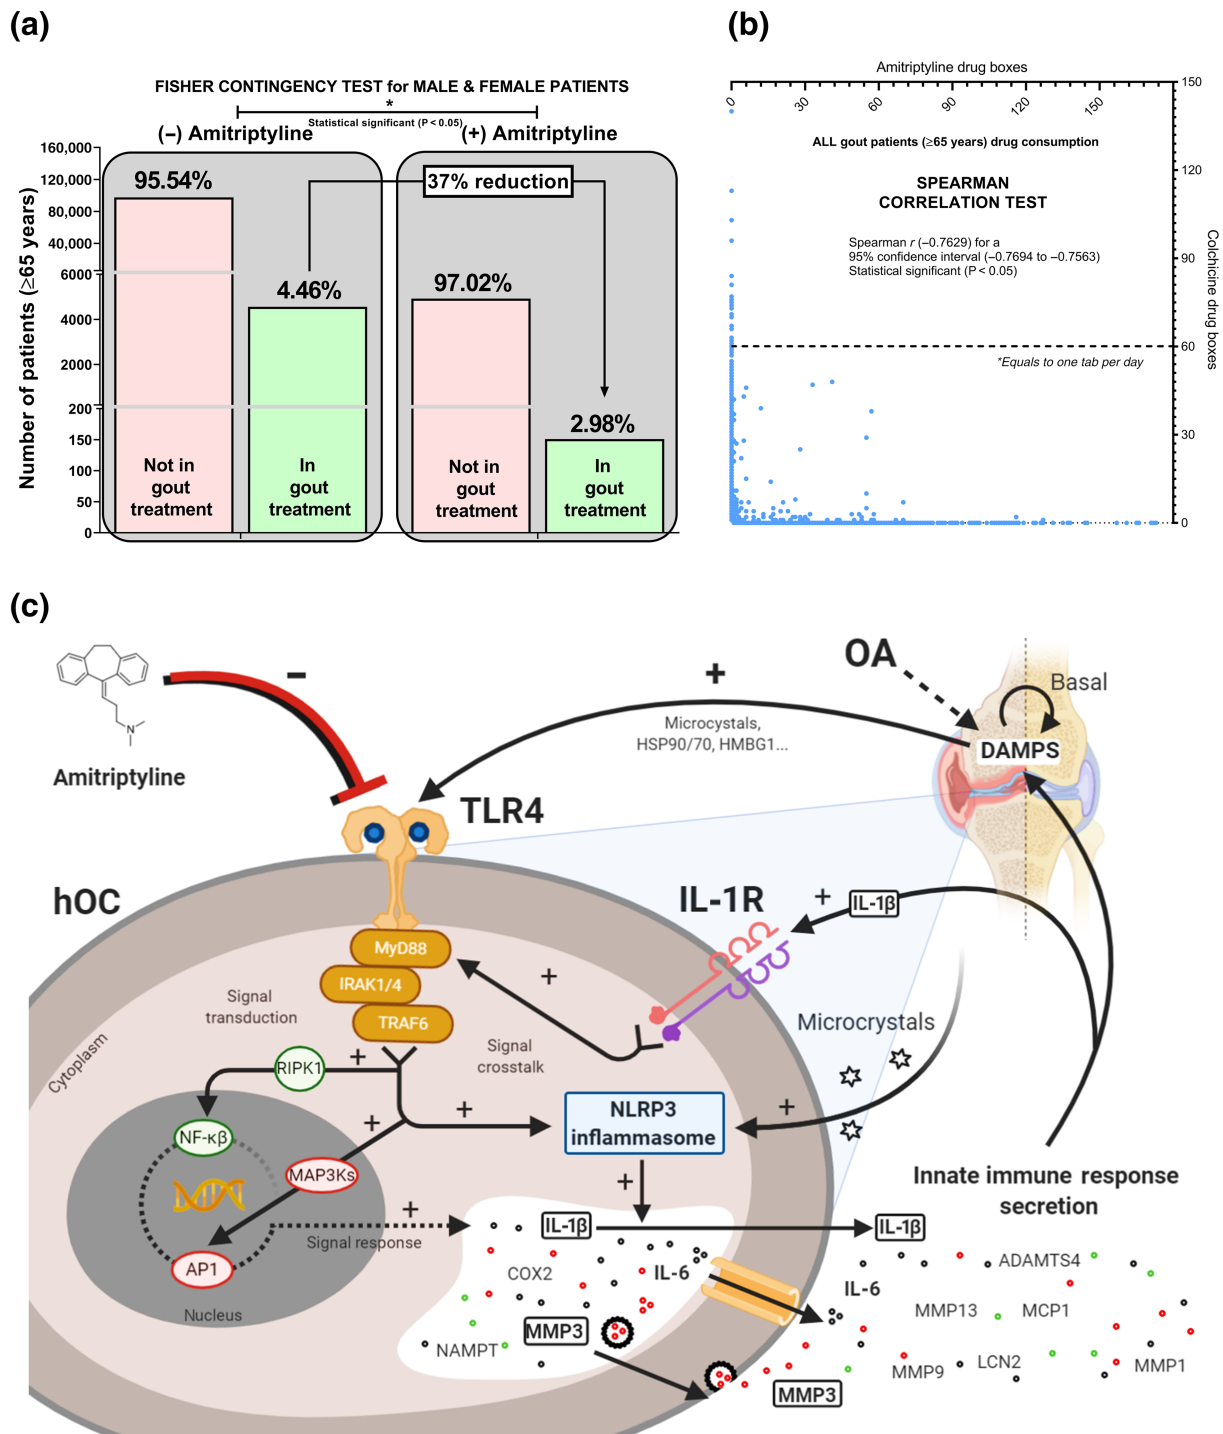 (a)
FISHER CONTINGENCY TEST for MALE & FEMALE PATIENTS
*
Statistical significant (P < 0.05)
(−) Amitriptyline
(+) Amitriptyline
Number of patients (≥65 years)
160,000
120,000
80,000
40,000
6000
4000
2000
200
150
100
50
0
95.54%
4.46%
37% reduction
97.02%
2.98%
Not in
gout
treatment
In
gout
treatment
Not in
gout
treatment
In
gout
treatment
(b)
Amitriptyline drug boxes
0
30
60
90
120
150
150
120
90
60
30
0
Colchicine drug boxes
ALL gout patients (≥65 years) drug consumption
SPEARMAN
CORRELATION TEST
Spearman r (−0.7629) for a
95% confidence interval (−0.7694 to −0.7563)
Statistical significant (P < 0.05)
*Equals to one tab per day
(c)
Amitriptyline
N
−
+
Microcystals,
HSP90/70, HMBG1...
OA
Basal
DAMPS
TLR4
hOC
IL-1R
+
IL-1β
MyD88
IRAK1/4
TRAF6
Signal
transduction
+
Signal
crosstalk
Microcrystals
Cytoplasm
RIPK1
+
+
+
NLRP3
inflammasome
+
NF-κβ
MAP3Ks
AP1
Nucleus
+
Signal response
+
Innate immune response
secretion
IL-1β
IL-1β
COX2
IL-6
MMP3
NAMPT
IL-6
ADAMTS4
MMP13
MCP1
MMP9
LCN2
MMP1
MMP3